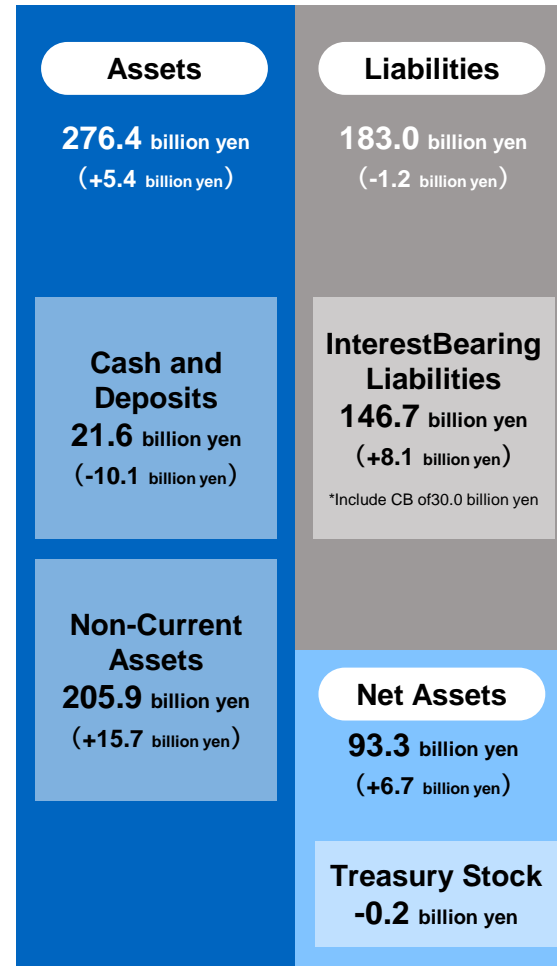 Assets
276.4 billion yen
（+5.4 billion yen）
Cash and
Deposits
21.6 billion yen
（-10.1 billion yen）
Non-Current
Assets
205.9 billion yen
（+15.7 billion yen）
Liabilities
183.0 billion yen
（-1.2 billion yen）
InterestBearing
Liabilities
146.7 billion yen
（+8.1 billion yen）
*Include CB of30.0 billion yen
Net Assets
93.3 billion yen
（+6.7 billion yen）
Treasury Stock
-0.2 billion yen